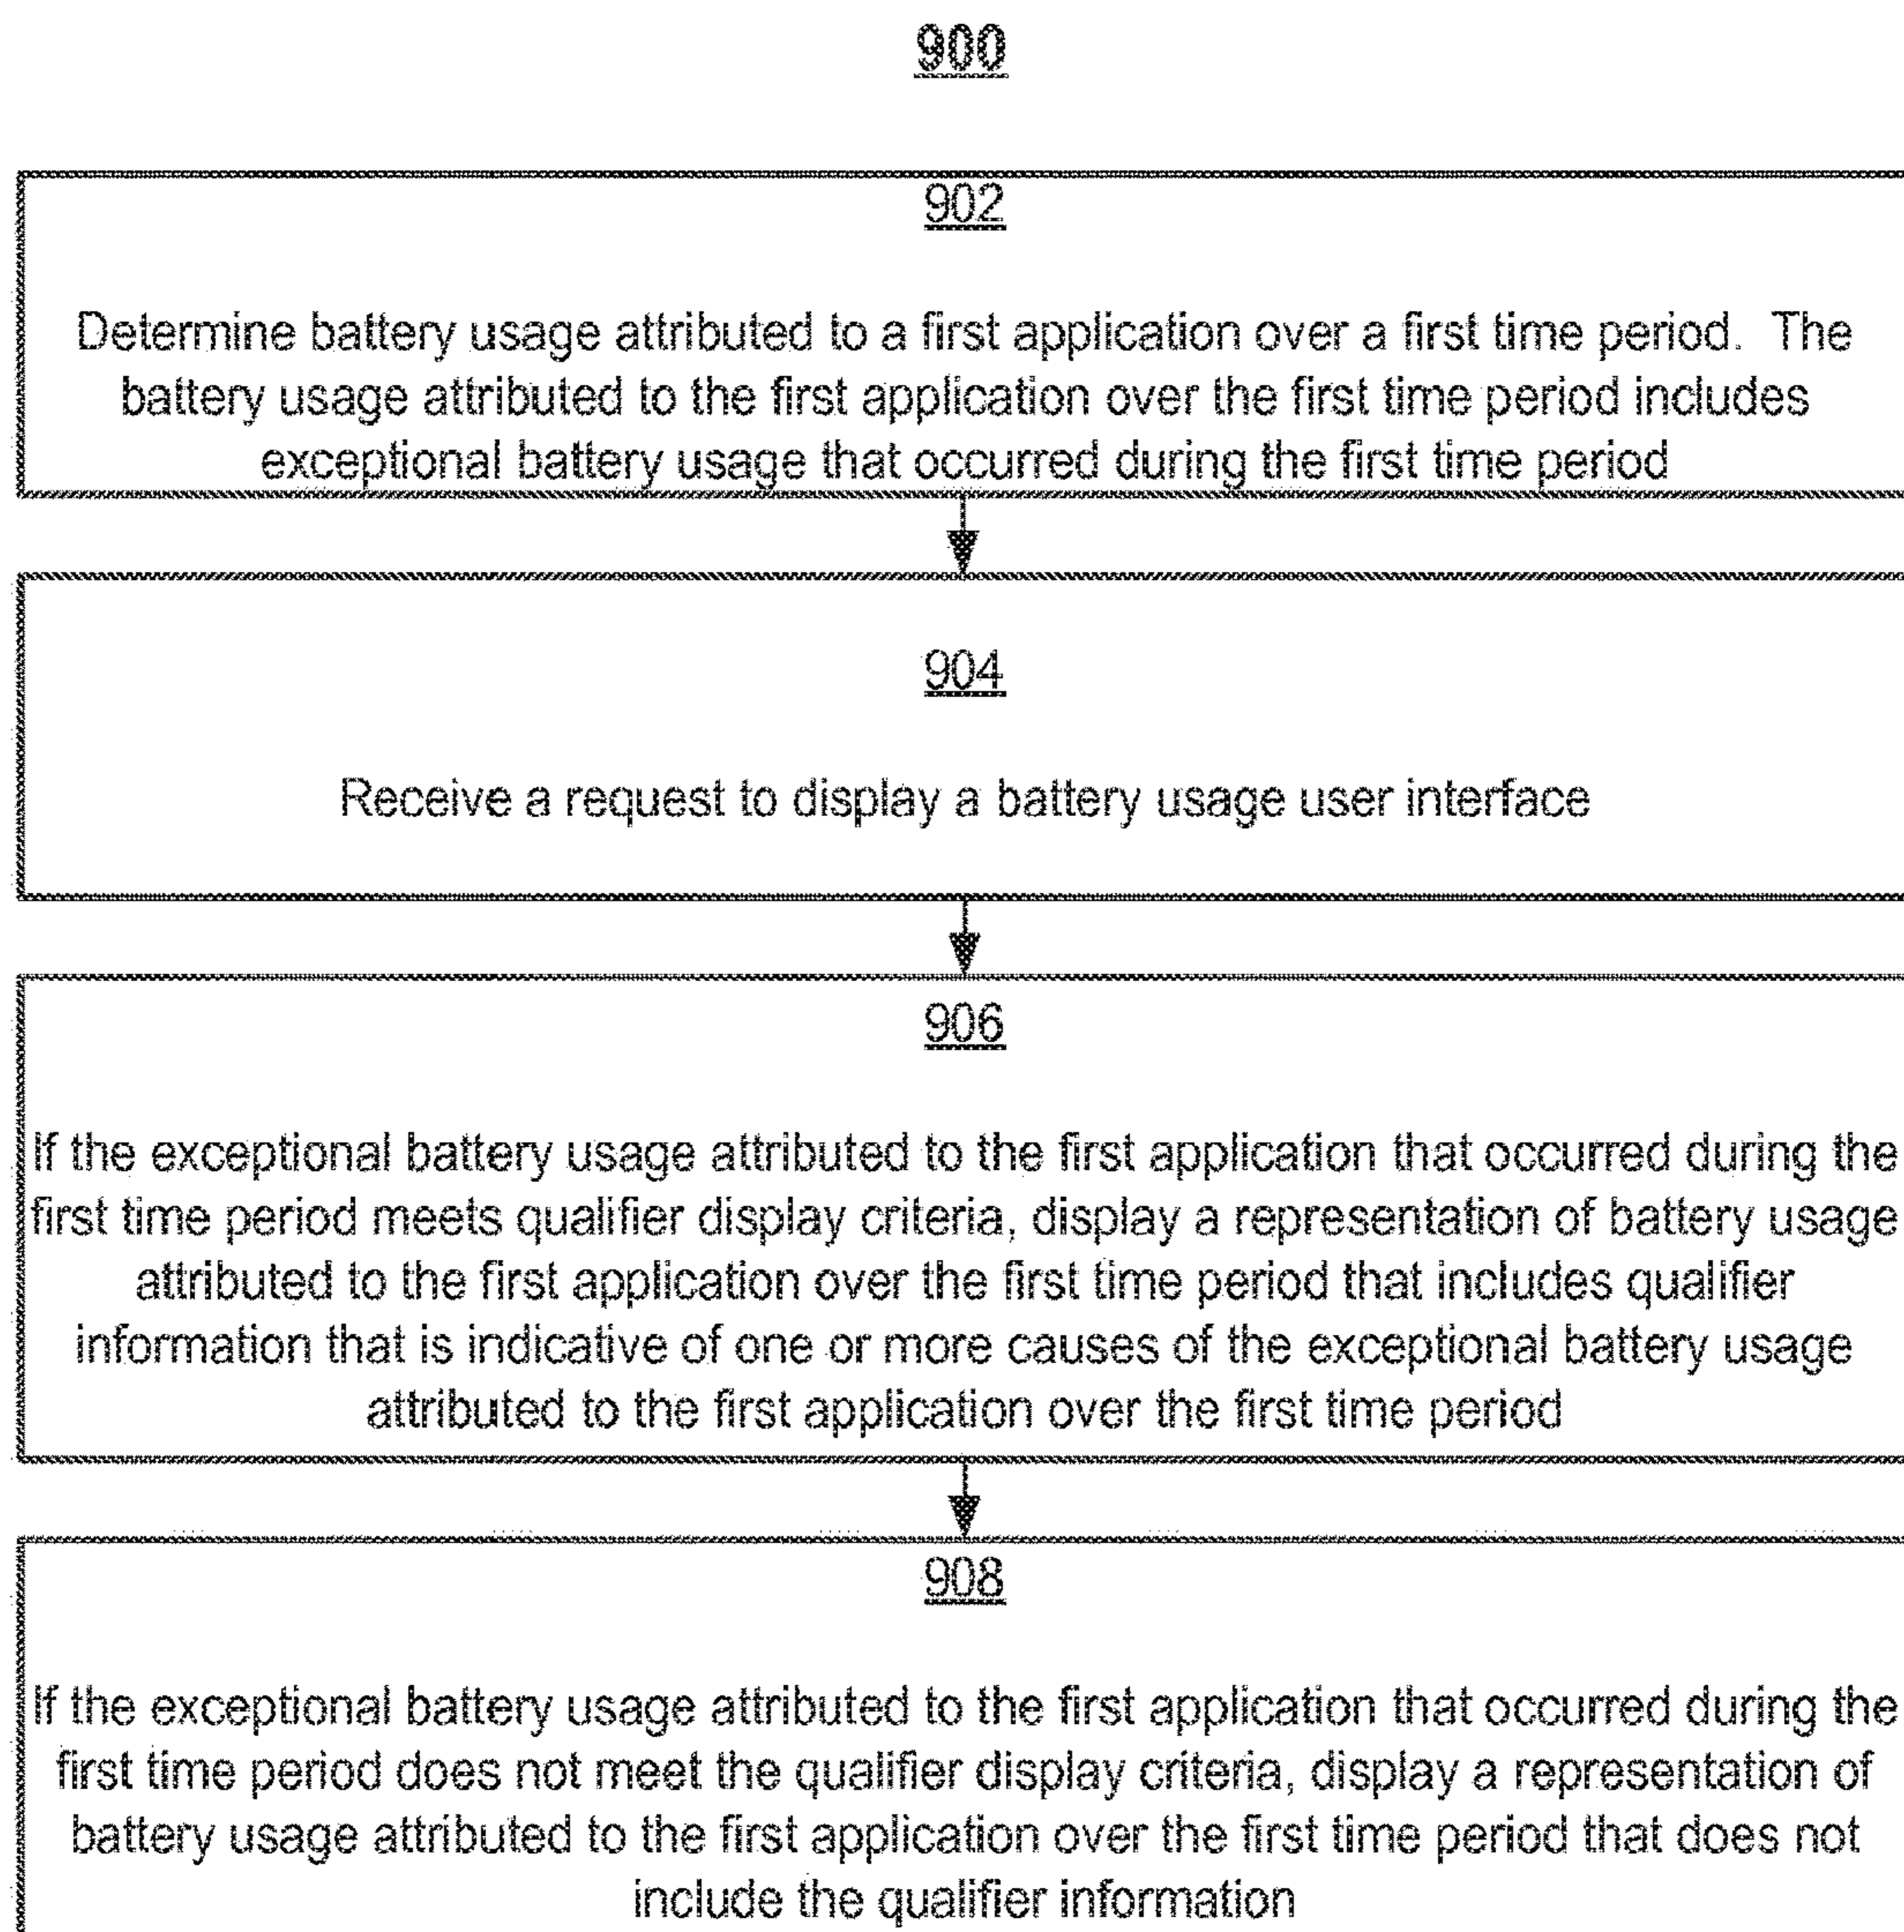 900
902
Determine battery usage attributed to a first application over a first time period. The
battery usage attributed to the first application over the first time period includes
exceptional battery usage that occurred during the first time period
904
Receive a request to display a battery usage user interface
906
If the exceptional battery usage attributed to the first application that occurred during the
first time period meets qualifier display criteria, display a representation of battery usage
attributed to the first application over the first time period that includes qualifier
information that is indicative of one or more causes of the exceptional battery usage
attributed to the first application over the first time period
908
If the exceptional battery usage attributed to the first application that occurred during the
first time period does not meet the qualifier display criteria, display a representation of
battery usage attributed to the first application over the first time period that does not
include the qualifier information